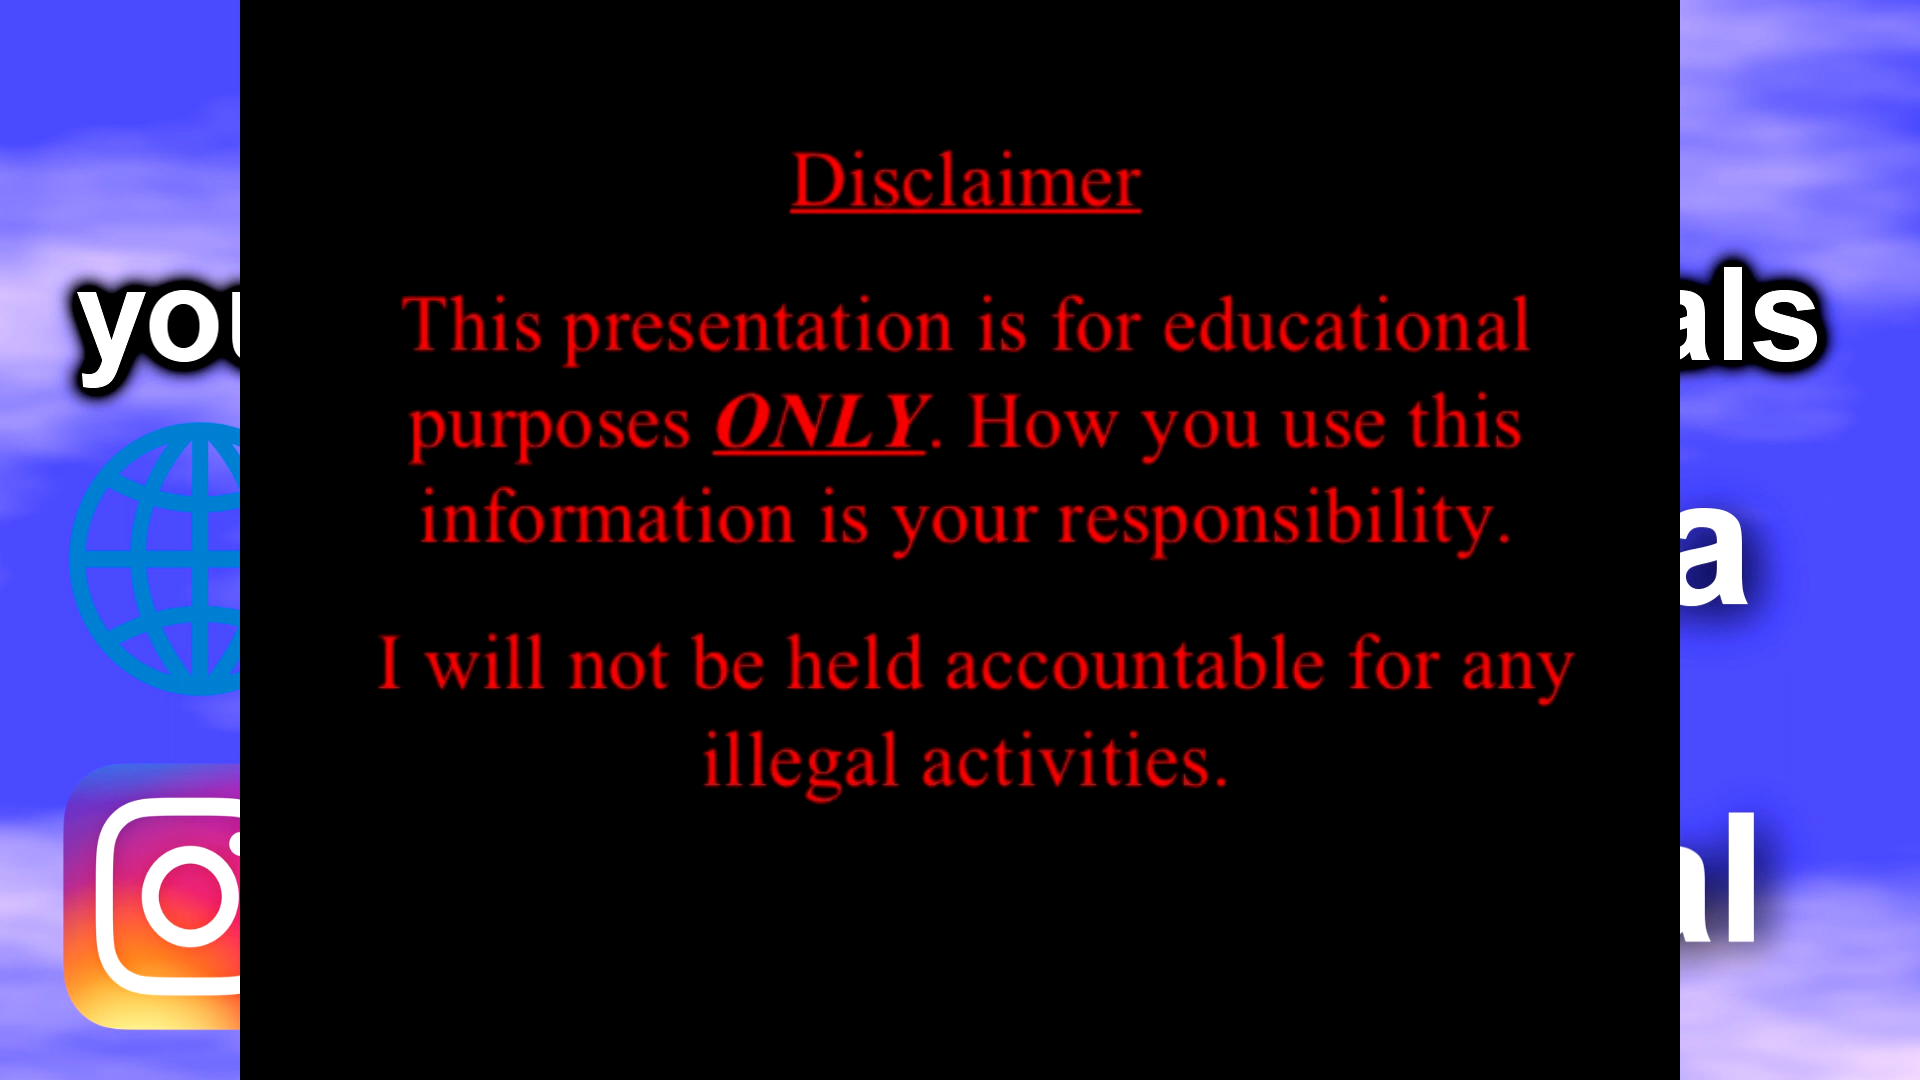 Disclaimer
This presentation is for educational
purposes ONLY. How you use this
information is your responsibility.
I will not be held accountable for any
illegal activities.